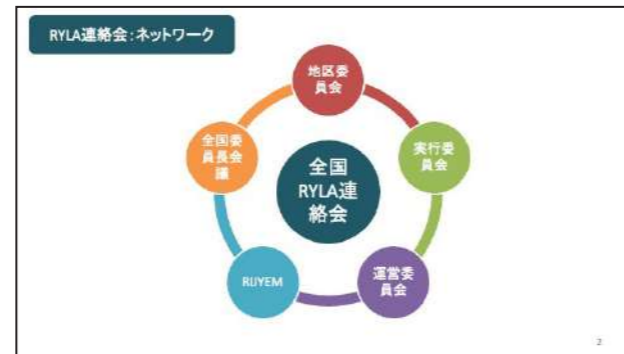 RYLA連絡会：ネットワーク
地区委
員会
全国委
員長会
議
実行委
員会
全国
RYLA連
絡会
RIJYEM
運営委
員会
2